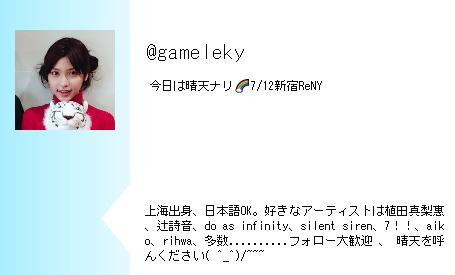 @gameleky
今日は晴天ナリ🌈7/12新宿ReNY
上海出身、日本語OK。好きなアーティストは植田真梨恵
、辻詩音、do as infinity、silent siren、7！！、aik
o、rihwa、多数..........フォロー大歓迎 、 晴天を呼
んください( ^_^)/~~~